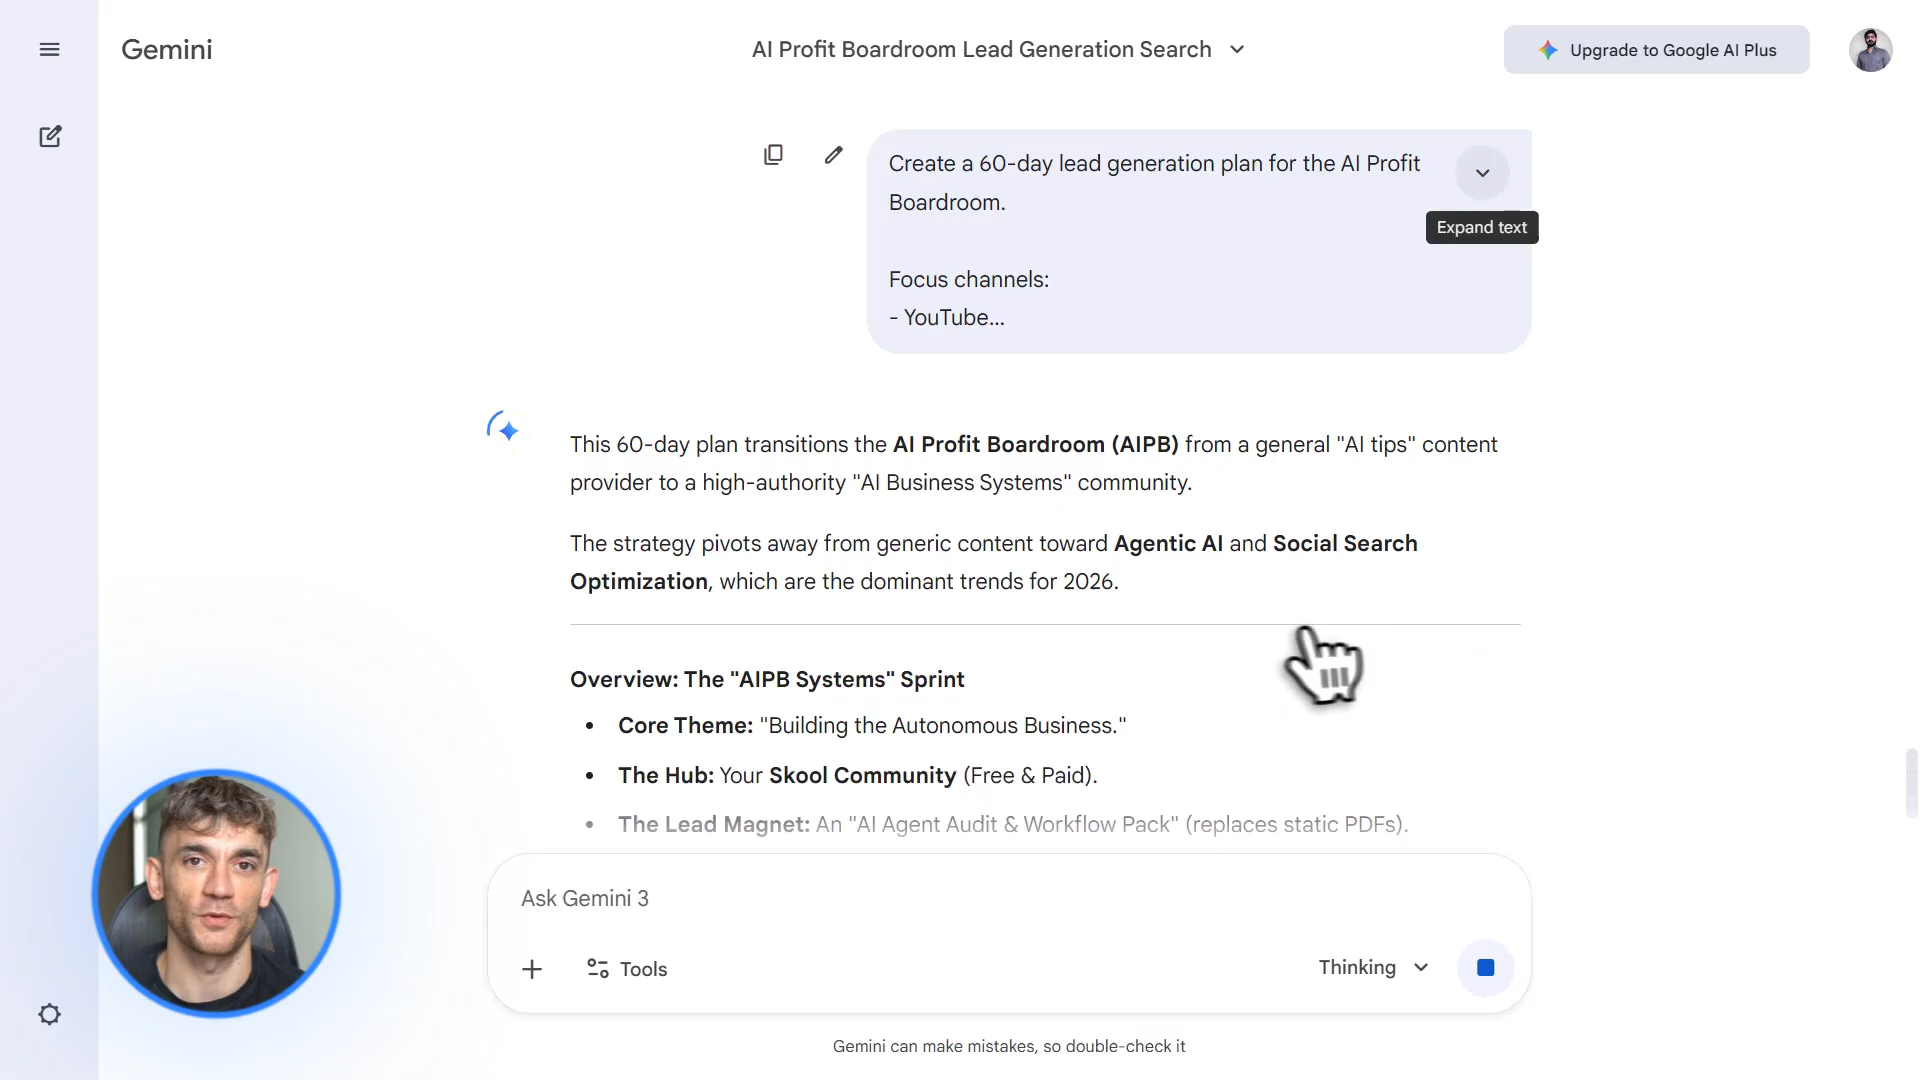 Gemini
AI Profit Boardroom Lead Generation Search
Upgrade to Google AI Plus
Create a 60-day lead generation plan for the AI Profit
Boardroom.
Expand text
Focus channels:
- YouTube...
This 60-day plan transitions the AI Profit Boardroom (AIPB) from a general "AI tips" content
provider to a high-authority "AI Business Systems" community.
The strategy pivots away from generic content toward Agentic AI and Social Search
Optimization, which are the dominant trends for 2026.
Overview: The "AIPB Systems" Sprint
• Core Theme: "Building the Autonomous Business."
• The Hub: Your Skool Community (Free & Paid).
• The Lead Magnet: An "AI Agent Audit & Workflow Pack" (replaces static PDFs).
Ask Gemini 3
Tools
Thinking
Gemini can make mistakes, so double-check it